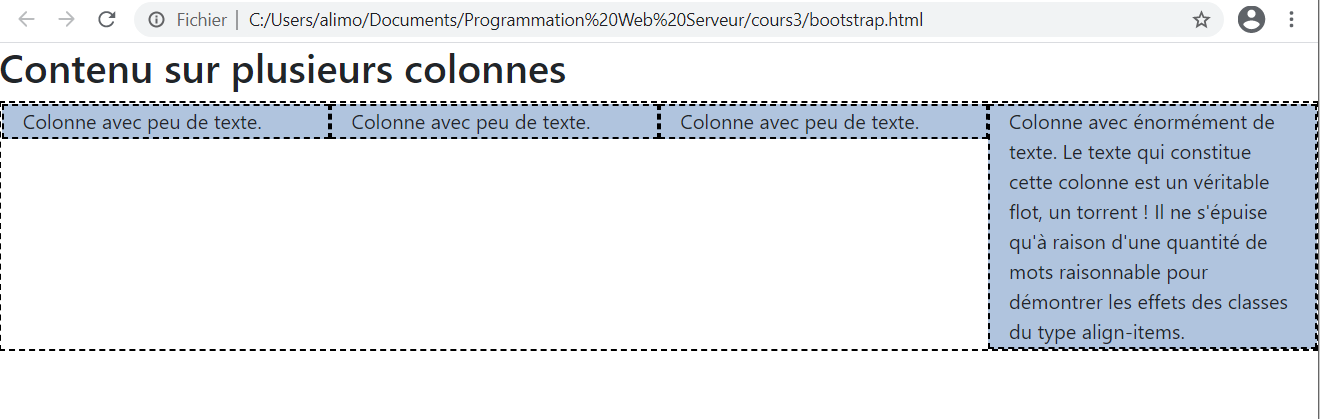 Fichier | C:/Users/alimo/Documents/Programmation%20Web%20Serveur/cours3/bootstrap.html
Contenu sur plusieurs colonnes
Colonne avec peu de texte.
Colonne avec peu de texte.
Colonne avec peu de texte.
Colonne avec énormément de
texte. Le texte qui constitue
cette colonne est un véritable
flot, un torrent ! Il ne s'épuise
qu'à raison d'une quantité de
mots raisonnable pour
démontrer les effets des classes
du type align-items.